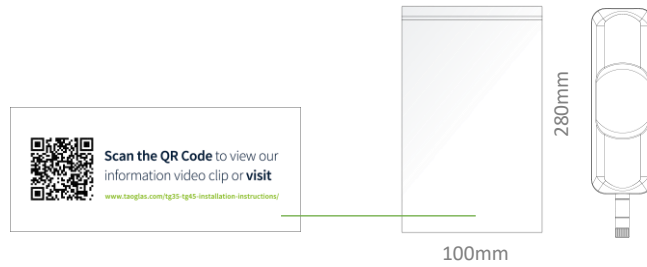 Scan the QR Code to view our
information video clip or visit
www.taoglas.com/tg35-tg45-installation-instructions/
280mm
100mm